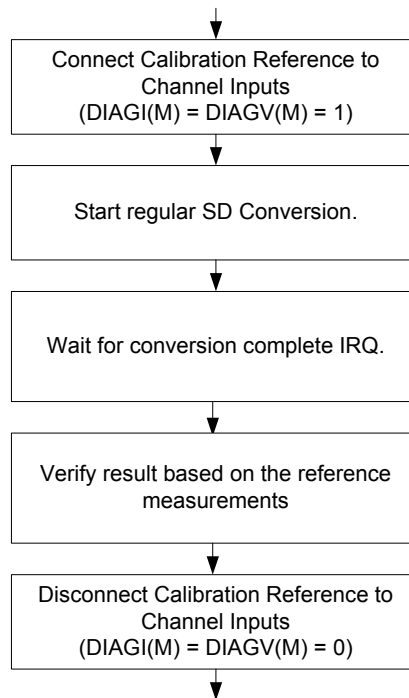 Connect Calibration Reference to
Channel Inputs
(DIAGI(M) = DIAGV(M) = 1)
Start regular SD Conversion.
Wait for conversion complete IRQ.
Verify result based on the reference
measurements
Disconnect Calibration Reference to
Channel Inputs
(DIAGI(M) = DIAGV(M) = 0)